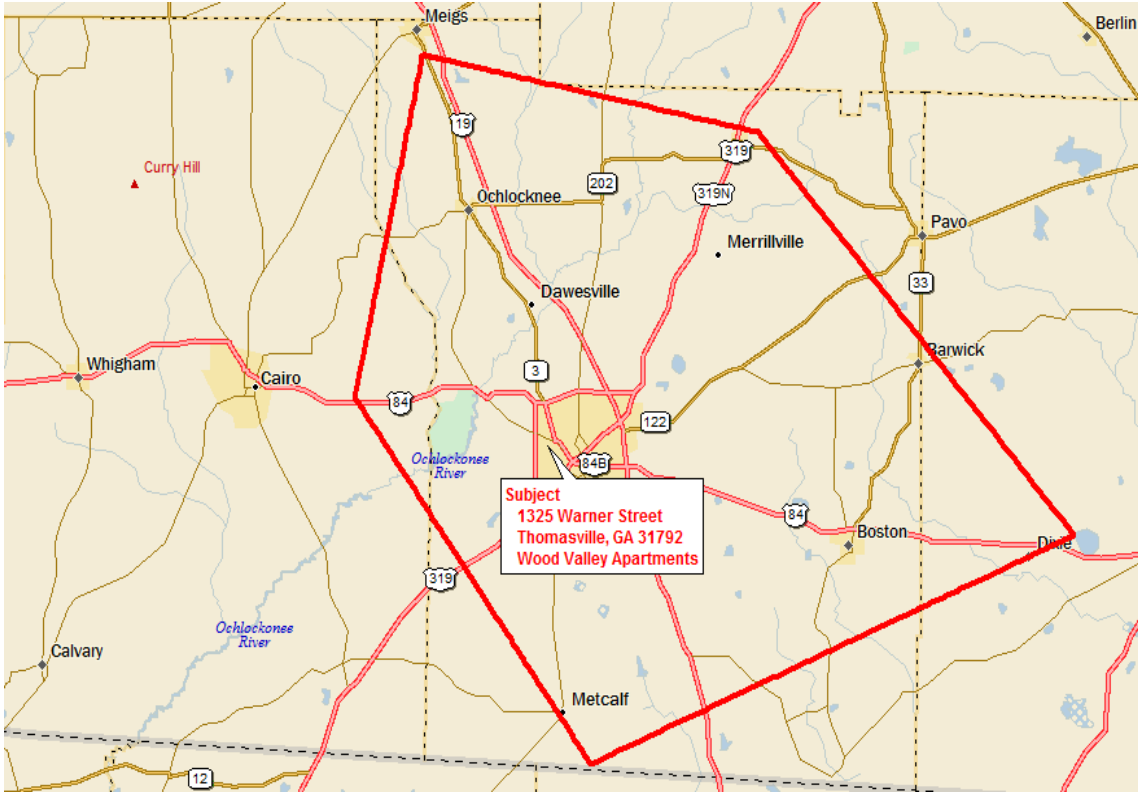 Meigs
Berlin
19
319
Curry Hill
202
319N
Ochlocknee
Pavo
Merrillville
33
Dawesville
Barwick
Whigham
3
Cairo
84
122
Ochlockonee
River
84B
Subject
1325 Warner Street
Thomasville, GA 31792
Wood Valley Apartments
84
Boston
Dixie
319
Ochlockonee
River
Calvary
Metcalf
12